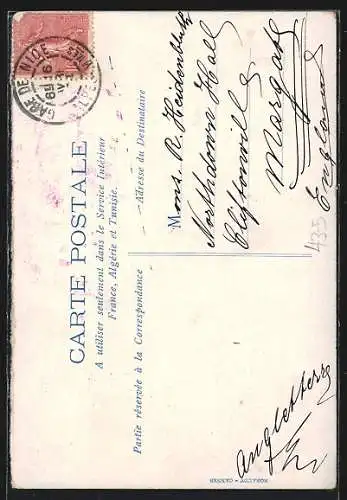 CARTE POSTALE
A utiliser seulement dans le Service Intérieur
France, Algérie et Tunisie.
Partie réservée à la Correspondance
Adresse du Destinataire
GARE DE NICE
Mons. R. Heidenbluth
Northdown Hall
Cliftonville
Margate
England
Angleterre
435